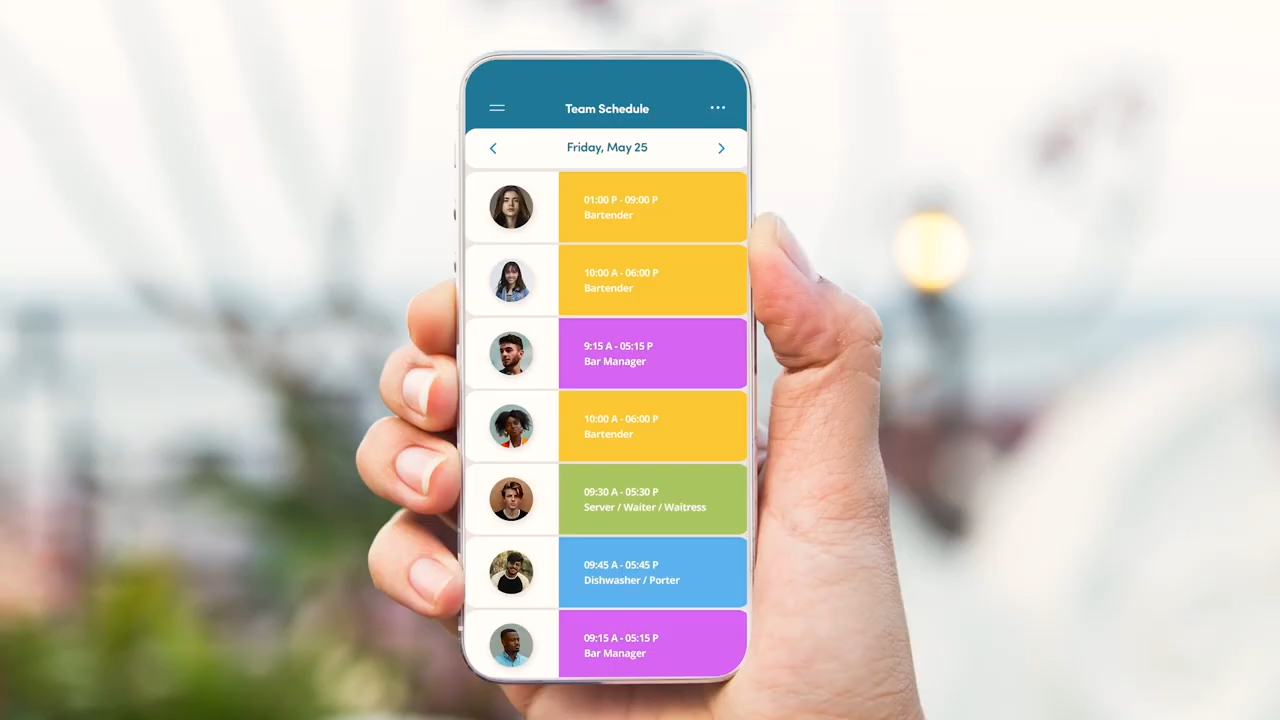 Team Schedule
Friday, May 25
01:00 P - 09:00 P
Bartender
10:00 A - 06:00 P
Bartender
9:15 A - 05:15 P
Bar Manager
10:00 A - 06:00 P
Bartender
09:30 A - 05:30 P
Server / Waiter / Waitress
09:45 A - 05:45 P
Dishwasher / Porter
09:15 A - 05:15 P
Bar Manager